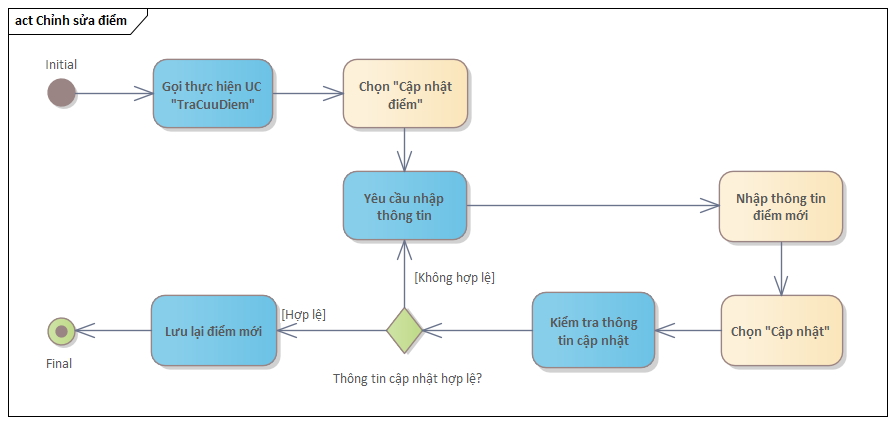 act Chỉnh sửa điểm
Initial
Gọi thực hiện UC
"TraCuuDiem"
Chọn "Cập nhật
điểm"
Yêu cầu nhập
thông tin
Nhập thông tin
điểm mới
[Không hợp lệ]
[Hợp lệ]
Lưu lại điểm mới
Kiểm tra thông
tin cập nhật
Chọn "Cập nhật"
Final
Thông tin cập nhật hợp lệ?